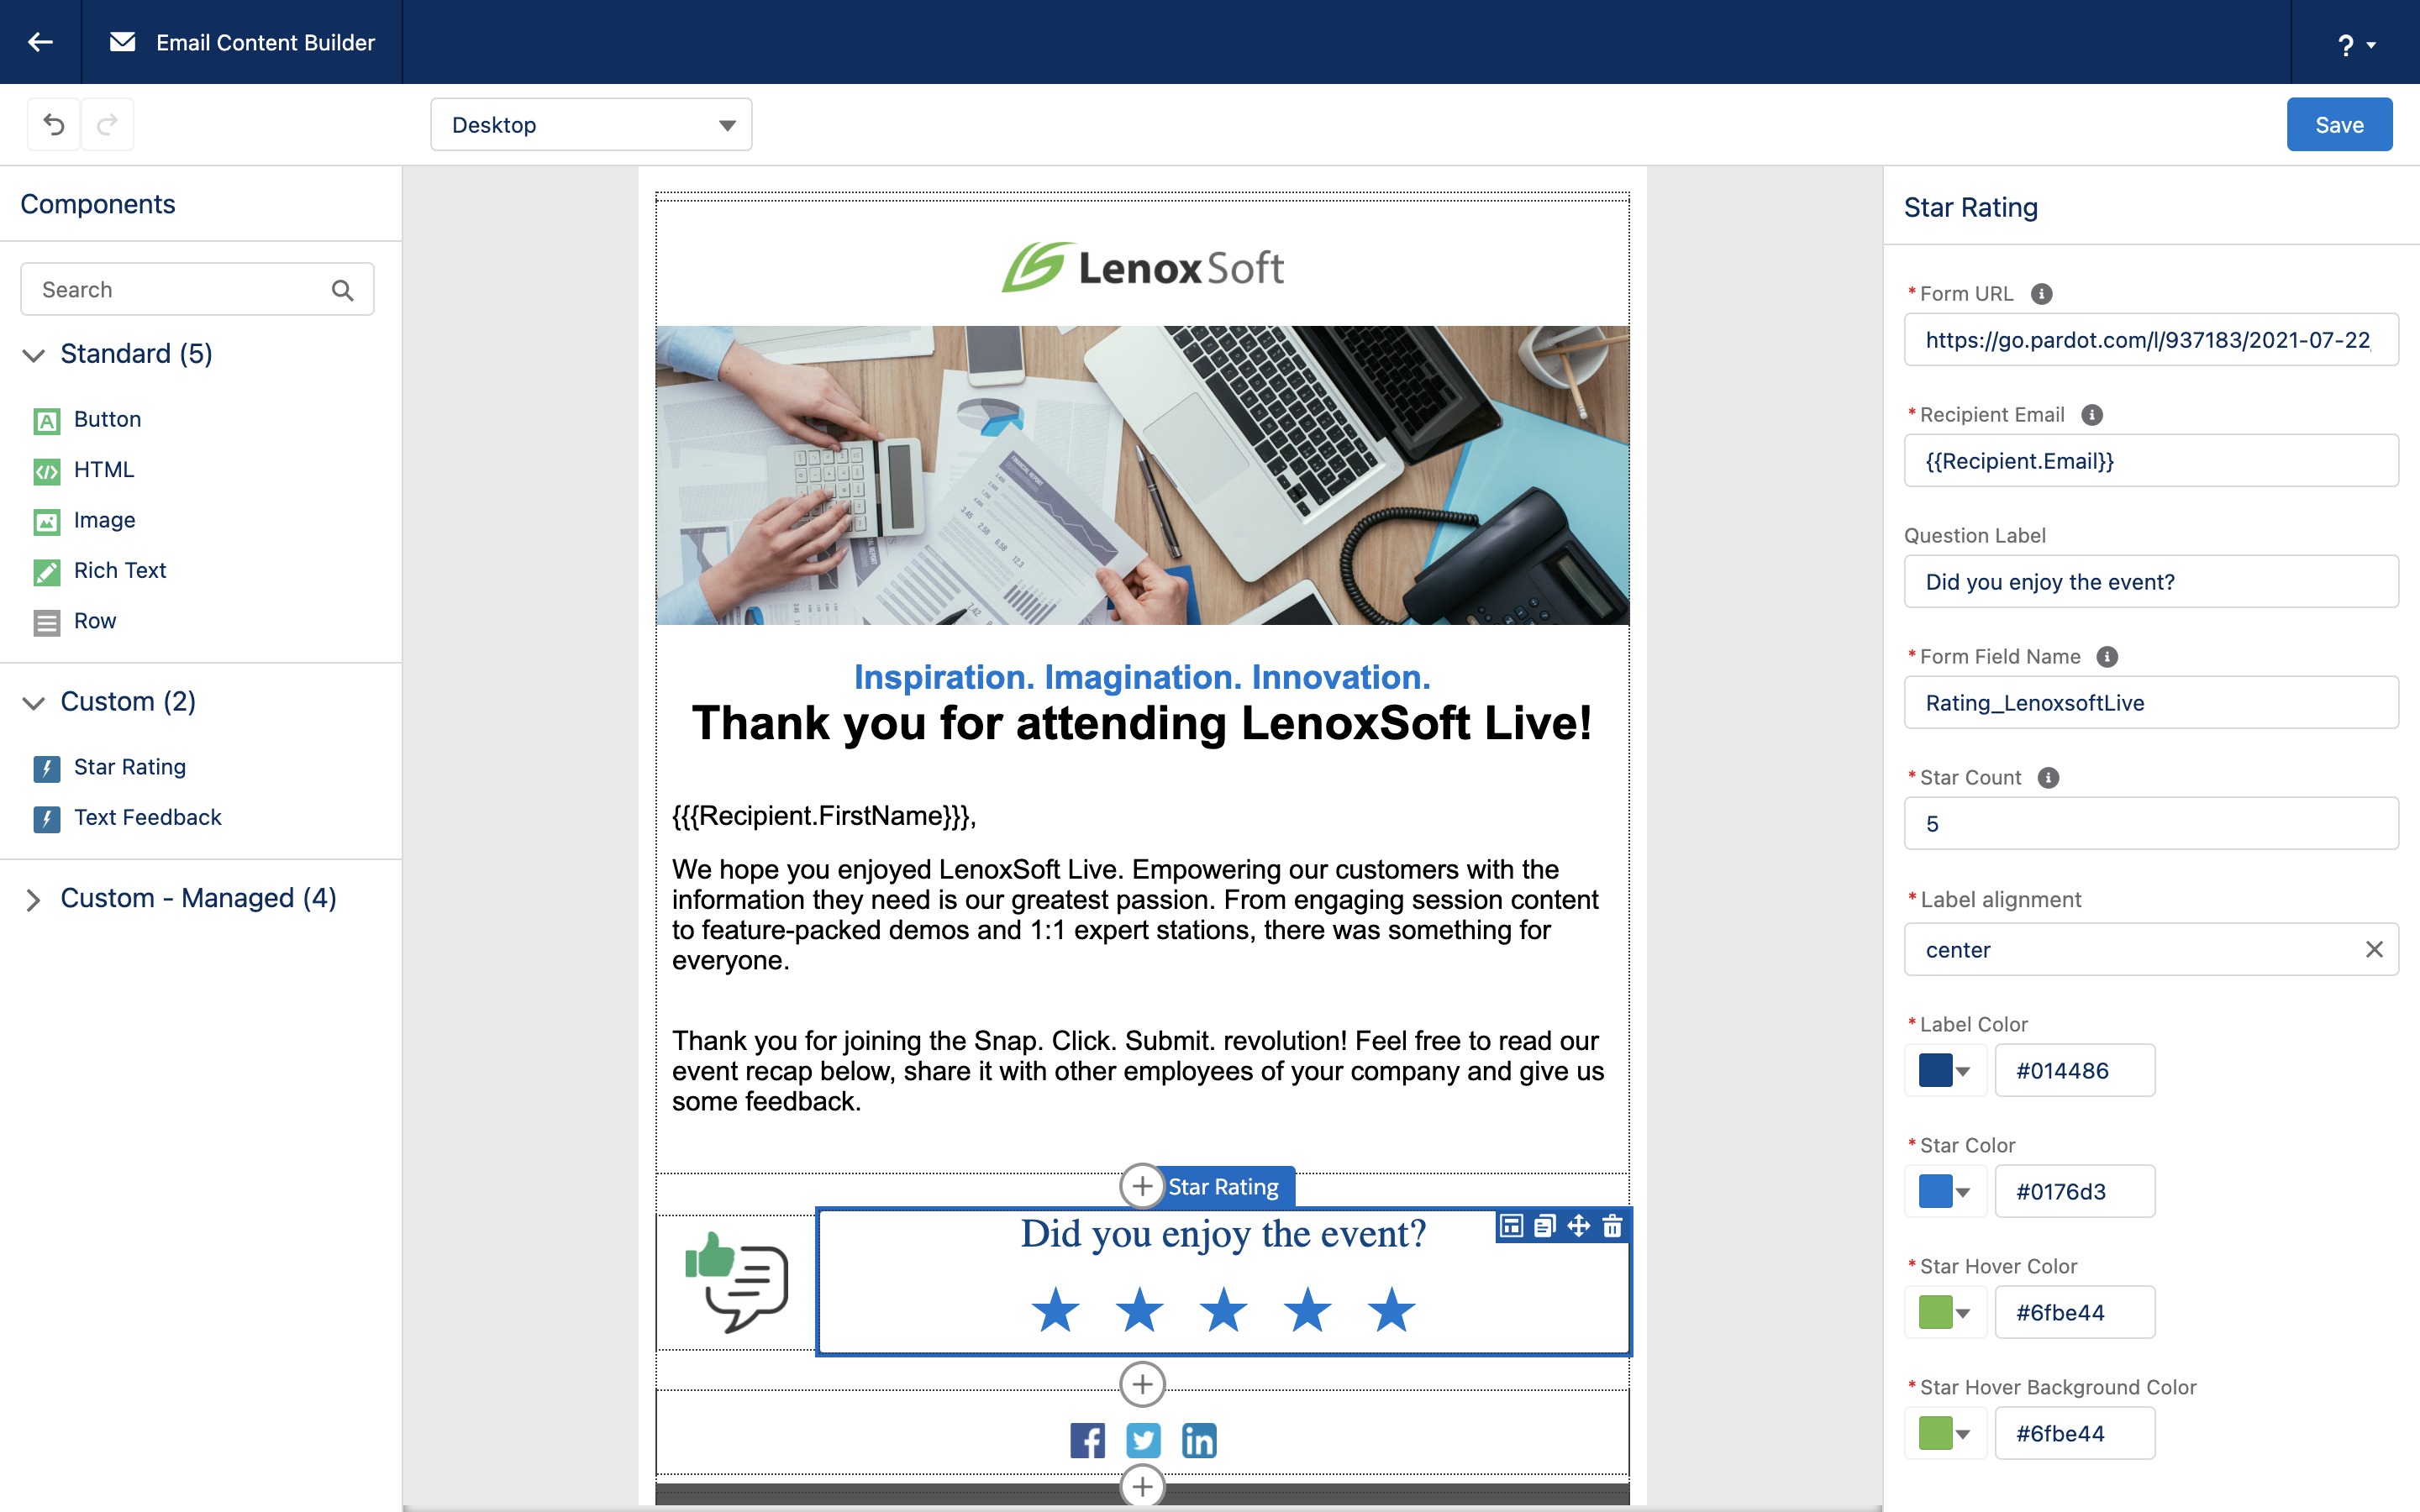 Email Content Builder
?
Desktop
Save
Components
Search
Standard (5)
Button
HTML
Image
Rich Text
Row
Custom (2)
Star Rating
Text Feedback
Custom - Managed (4)
LenoxSoft
FINANCIAL REPORT
Inspiration. Imagination. Innovation.
Thank you for attending LenoxSoft Live!
{{{Recipient.FirstName}}},
We hope you enjoyed LenoxSoft Live. Empowering our customers with the
information they need is our greatest passion. From engaging session content
to feature-packed demos and 1:1 expert stations, there was something for
everyone.
Thank you for joining the Snap. Click. Submit. revolution! Feel free to read our
event recap below, share it with other employees of your company and give us
some feedback.
Star Rating
Did you enjoy the event?
Star Rating
* Form URL
https://go.pardot.com/l/937183/2021-07-22
* Recipient Email
{{Recipient.Email}}
Question Label
Did you enjoy the event?
* Form Field Name
Rating_LenoxsoftLive
* Star Count
5
* Label alignment
center
* Label Color
#014486
* Star Color
#0176d3
* Star Hover Color
#6fbe44
* Star Hover Background Color
#6fbe44